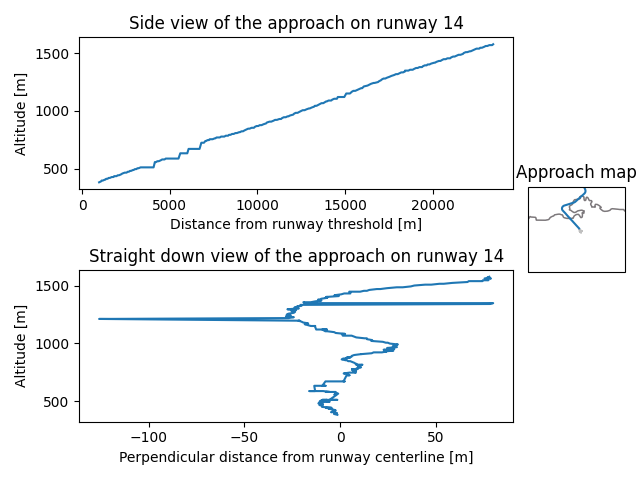 Side view of the approach on runway 14
1500
1000
500
Altitude [m]
0 5000 10000 15000 20000
Distance from runway threshold [m]
Approach map
Straight down view of the approach on runway 14
1500
1000
500
Altitude [m]
−100 −50 0 50
Perpendicular distance from runway centerline [m]